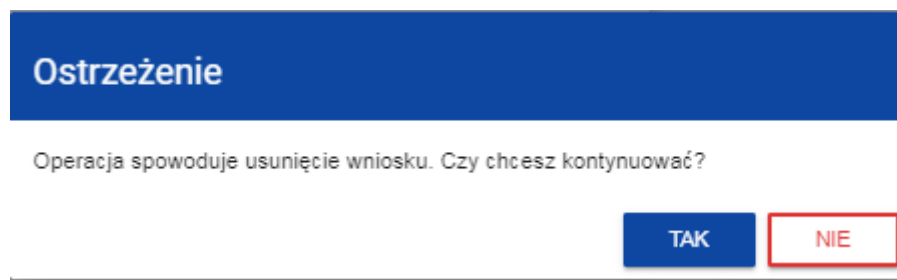 Ostrzeżenie
Operacja spowoduje usunięcie wniosku. Czy chcesz kontynuować?
TAK NIE